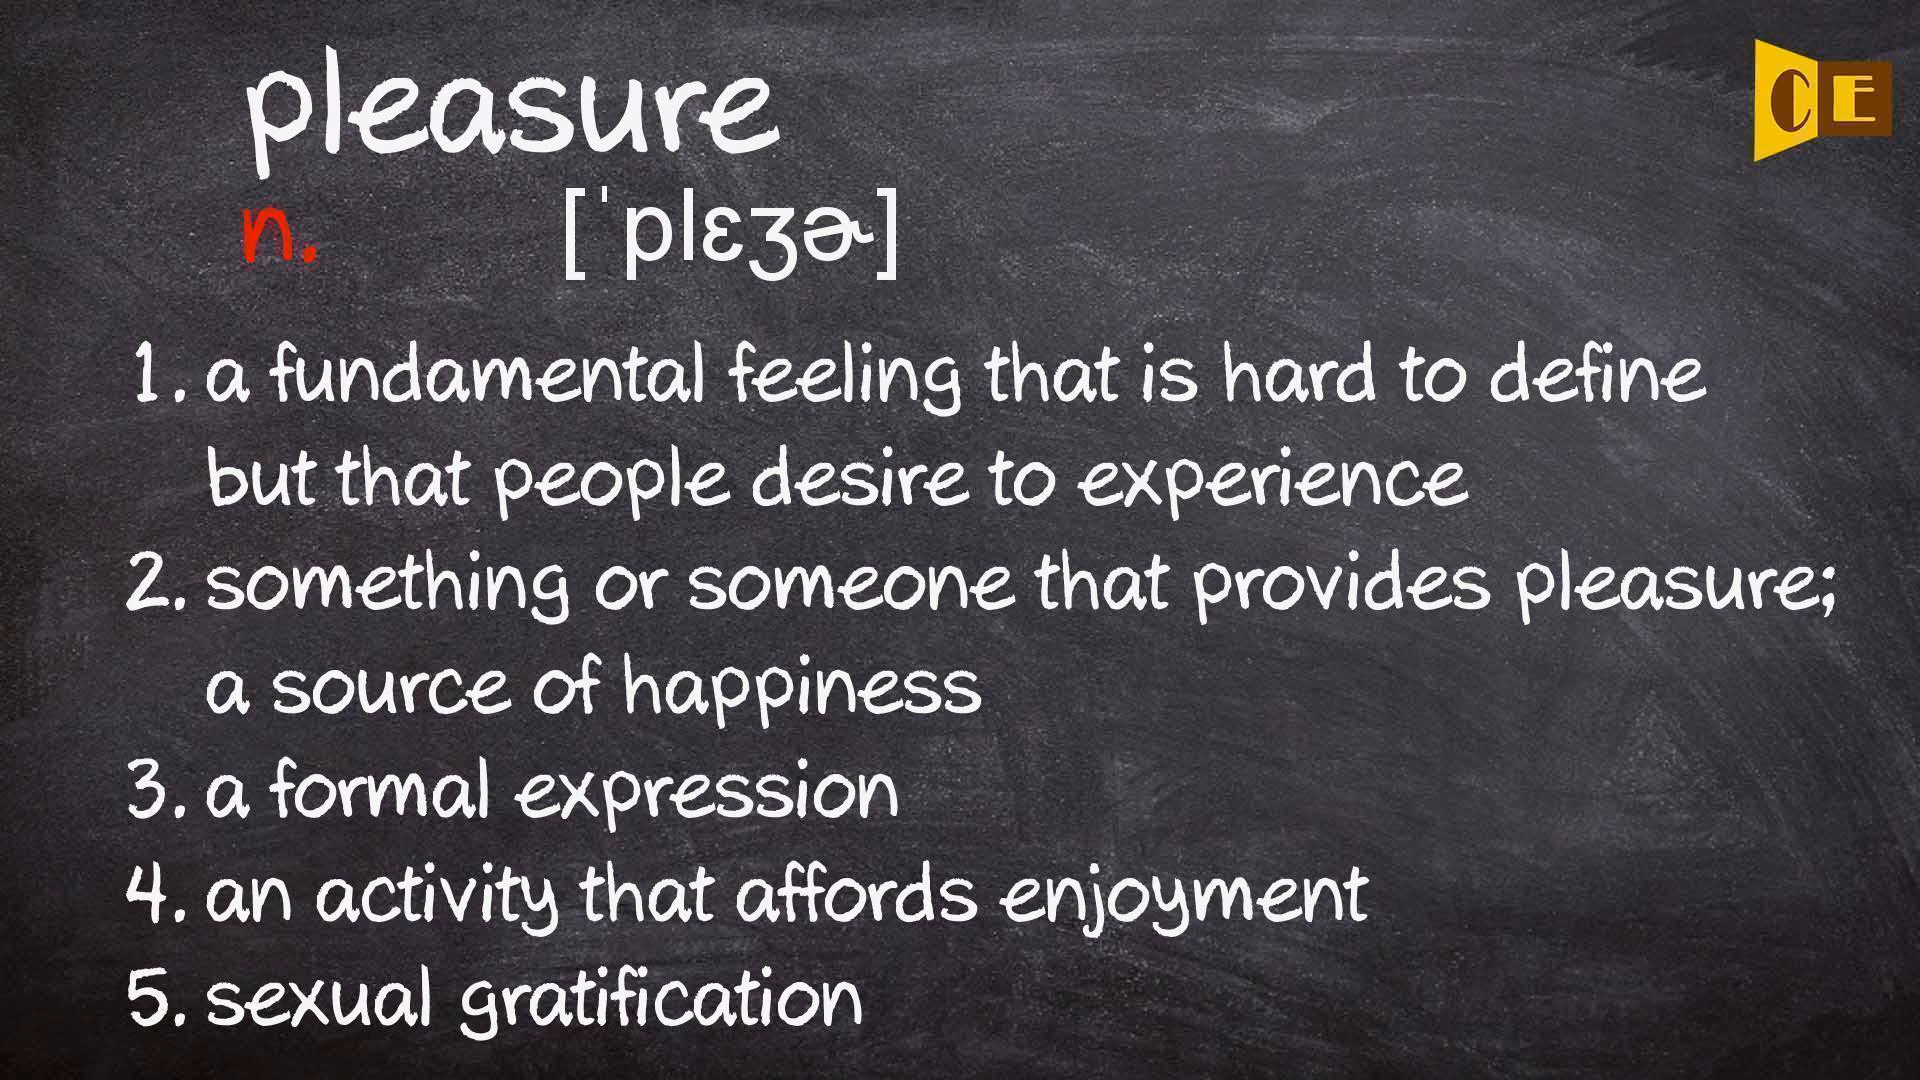 pleasure
CE
n. [ˈplɛʒɚ]
1. a fundamental feeling that is hard to define
but that people desire to experience
2. something or someone that provides pleasure;
a source of happiness
3. a formal expression
4. an activity that affords enjoyment
5. sexual gratification